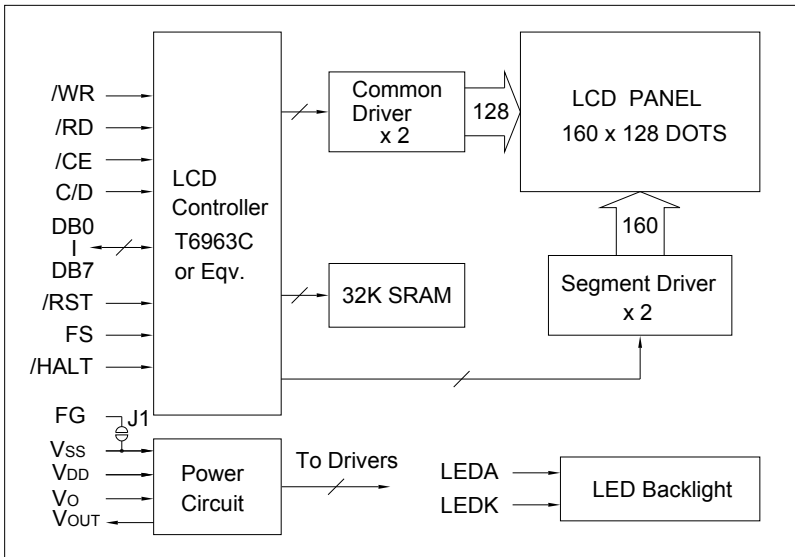 /WR
/RD
/CE
C/D
DB0
I
DB7
/RST
FS
/HALT
LCD
Controller
T6963C
or Eqv.
Common
Driver
x 2
128
LCD PANEL
160 x 128 DOTS
160
32K SRAM
Segment Driver
x 2
FG
J1
VSS
VDD
VO
VOUT
Power
Circuit
To Drivers
LEDA
LEDK
LED Backlight